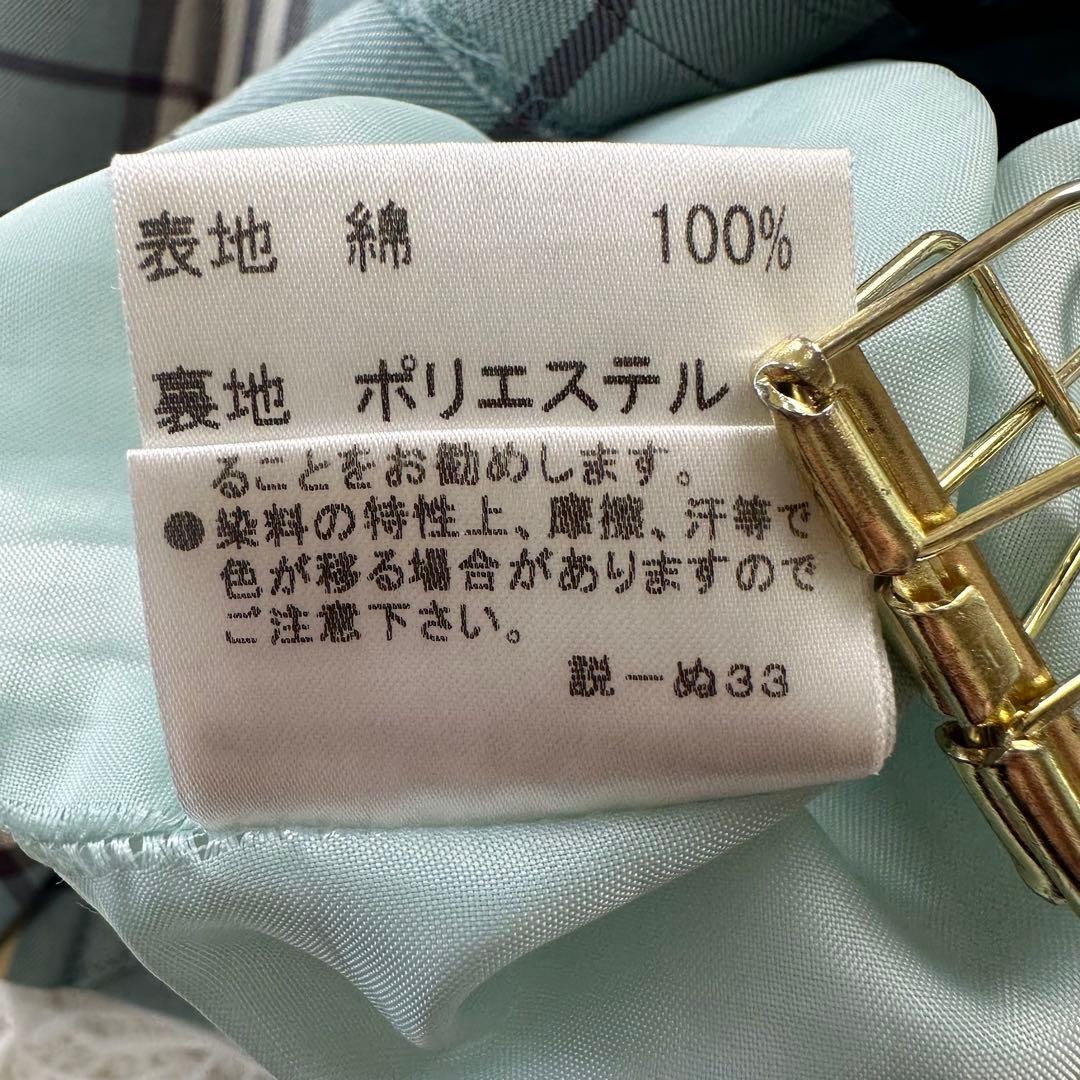 表地 綿 100%
裏地 ポリエステル
ることをお勧めします。
●染料の特性上、摩擦、汗等で
色が移る場合がありますので
ご注意下さい。
説-ぬ33